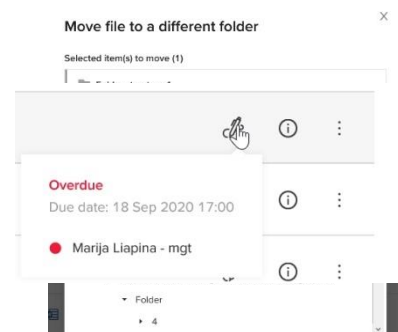 Move file to a different folder
X
Selected item(s) to move (1)
Overdue
Due date: 18 Sep 2020 17:00
Marija Liapina - mgt
Folder
4